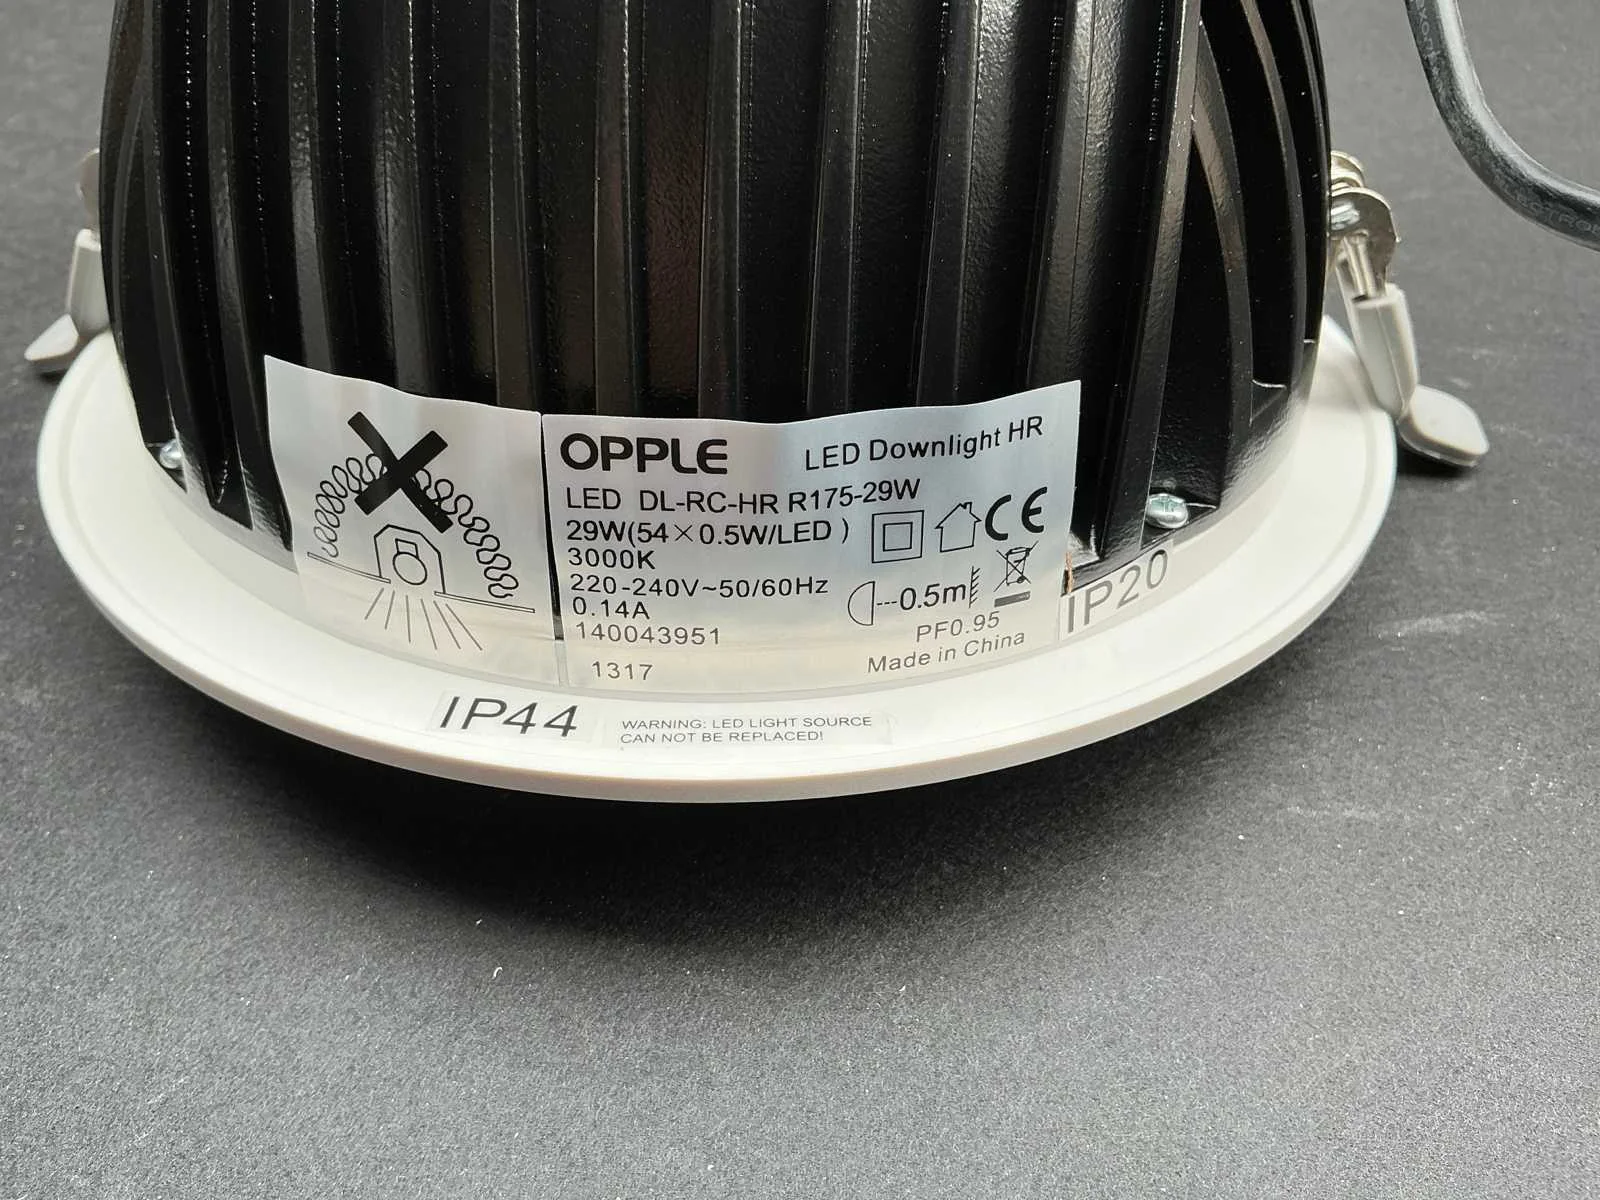 OPPLE
LED Downlight HR
LED DL-RC-HR R175-29W
29W(54×0.5W/LED )
3000K
220-240V~50/60Hz
0.14A
140043951
1317
CE
0.5m
PF0.95
Made in China
IP20
IP44
WARNING: LED LIGHT SOURCE
CAN NOT BE REPLACED!